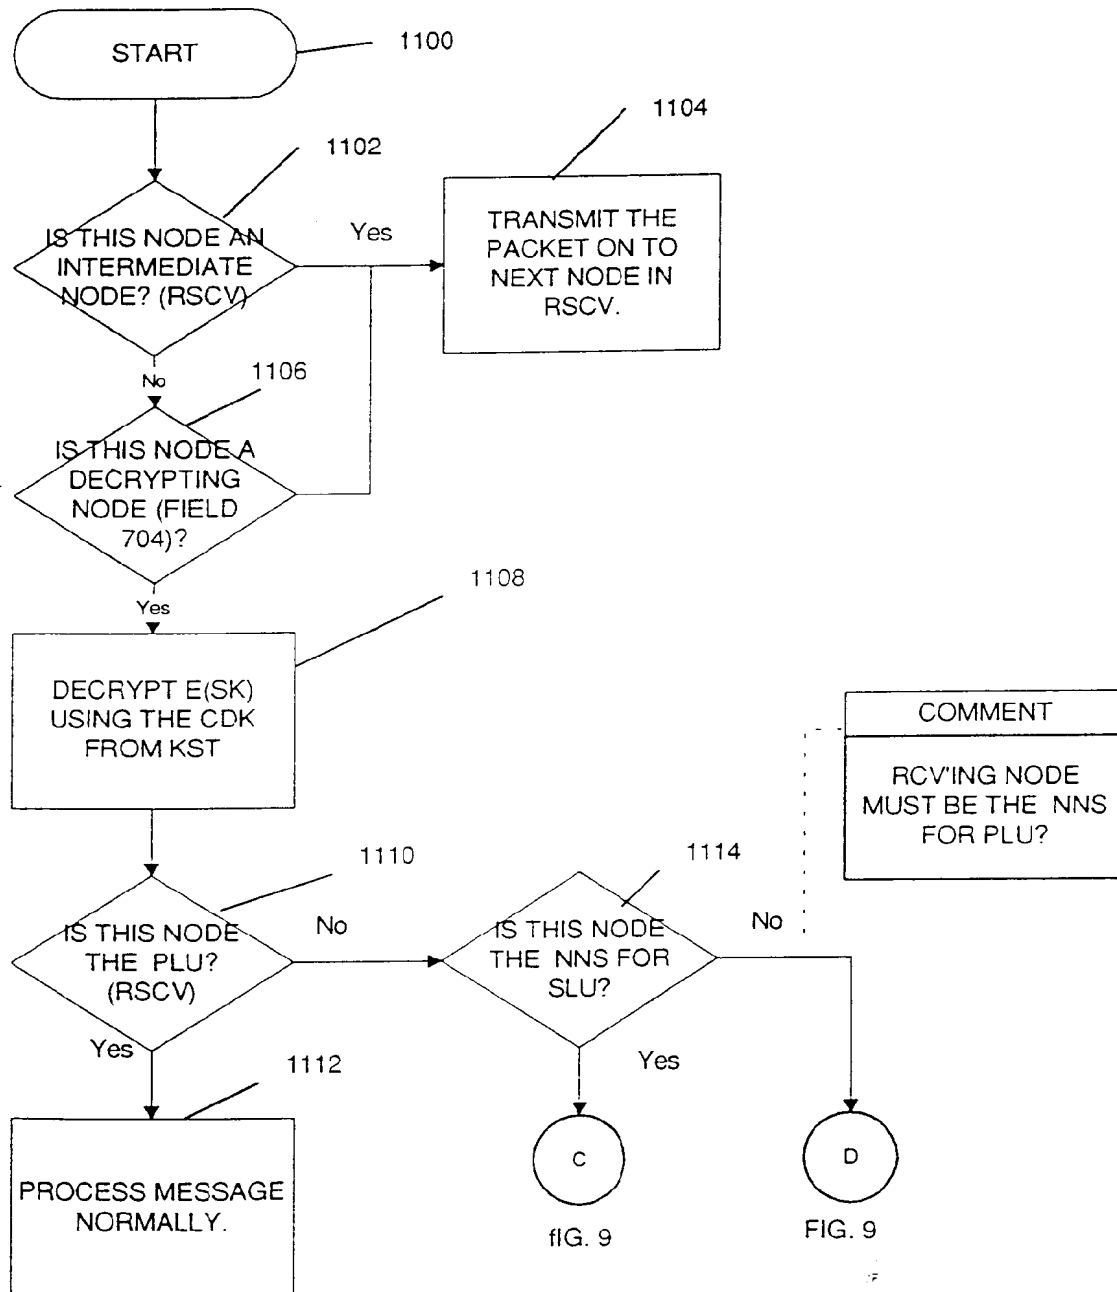 START
1100
1102
1104
IS THIS NODE AN
INTERMEDIATE
NODE? (RSCV)
Yes
TRANSMIT THE
PACKET ON TO
NEXT NODE IN
RSCV.
No
1106
IS THIS NODE A
DECRYPTING
NODE (FIELD
704)?
Yes
1108
DECRYPT E(SK)
USING THE CDK
FROM KST
COMMENT
RCV'ING NODE
MUST BE THE NNS
FOR PLU?
1110
IS THIS NODE
THE PLU?
(RSCV)
No
1114
IS THIS NODE
THE NNS FOR
SLU?
No
Yes
Yes
1112
PROCESS MESSAGE
NORMALLY.
C
fIG. 9
D
FIG. 9